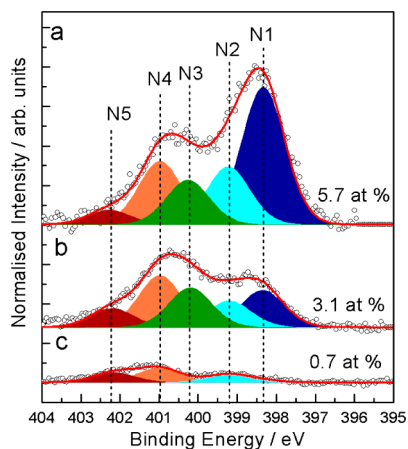 a
N1
N2
N3
N4
N5
5.7 at %
b
3.1 at %
c
0.7 at %
Normalised Intensity / arb. units
404 403 402 401 400 399 398 397 396 395
Binding Energy / eV